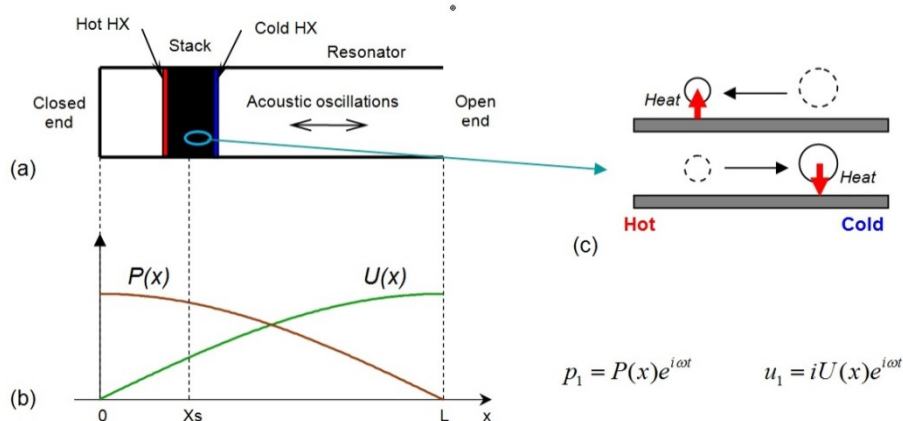 Hot HX
Cold HX
Stack
Resonator
Closed end
Acoustic oscillations
Open end
(a)
Heat
Heat
Hot
Cold
(c)
P(x)
U(x)
(b)
0
Xs
L
x
p₁ = P(x)e^{iωt}
u₁ = iU(x)e^{iωt}